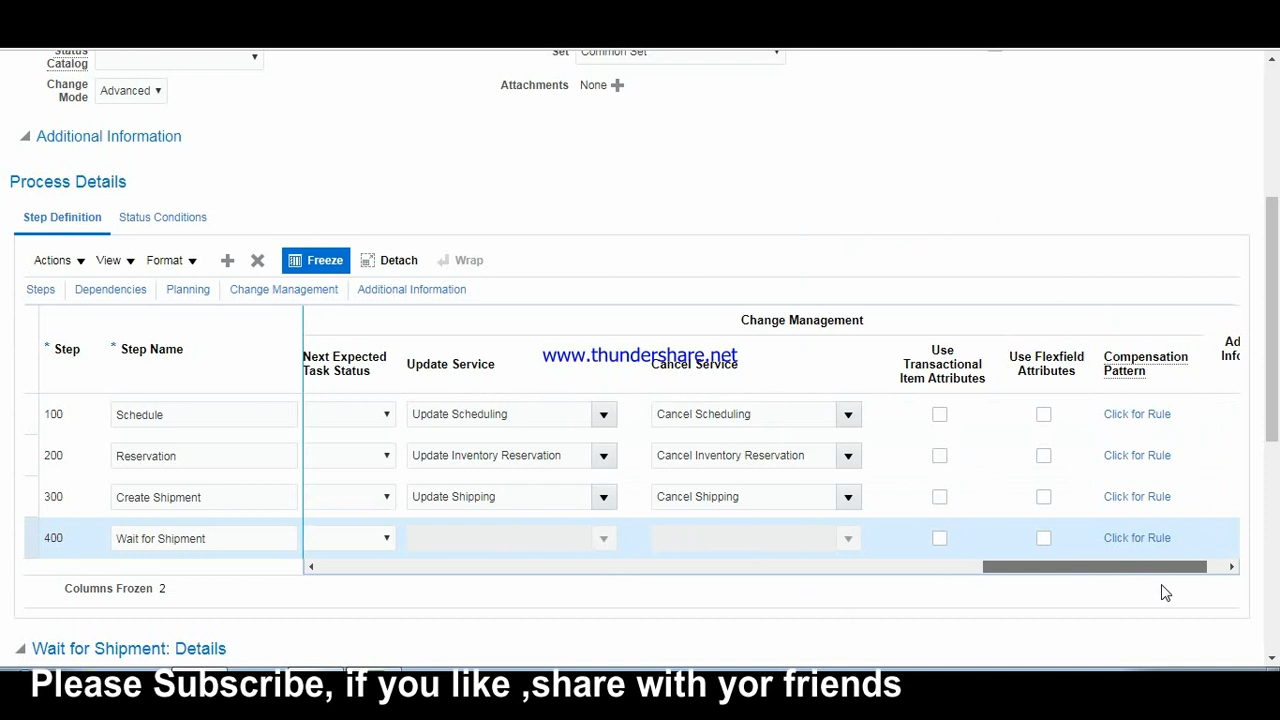 Status
Catalog
Set
Common Set
Change
Mode
Advanced
Attachments
None
Additional Information
Process Details
Step Definition
Status Conditions
Actions
View
Format
Freeze
Detach
Wrap
Steps
Dependencies
Planning
Change Management
Additional Information
Change Management
* Step
* Step Name
Next Expected
Task Status
Update Service
www.thundershare.net
Cancel Service
Use
Transactional
Item Attributes
Use Flexfield
Attributes
Compensation
Pattern
Ad
Info
100 Schedule Update Scheduling Cancel Scheduling Click for Rule
200 Reservation Update Inventory Reservation Cancel Inventory Reservation Click for Rule
300 Create Shipment Update Shipping Cancel Shipping Click for Rule
400 Wait for Shipment Click for Rule
Columns Frozen 2
Wait for Shipment: Details
Please Subscribe, if you like ,share with yor friends